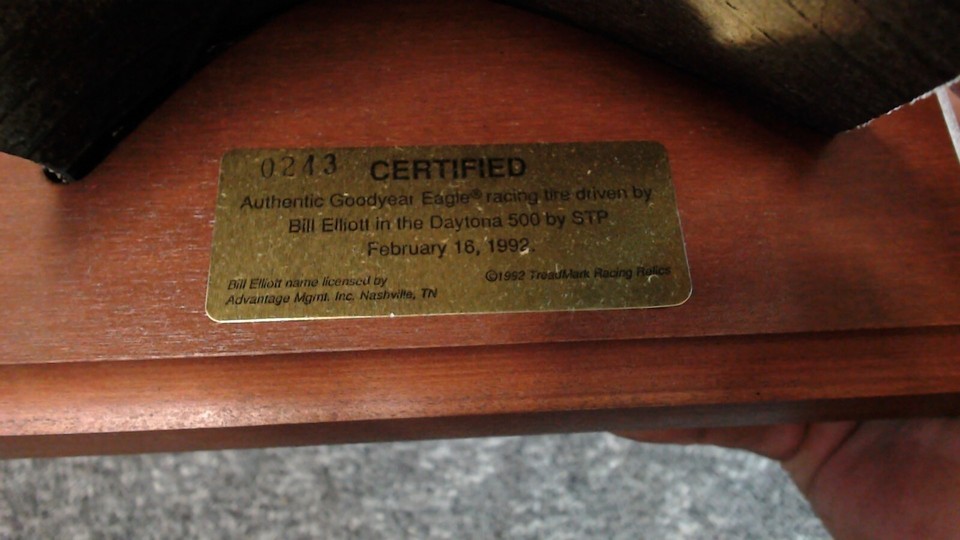 0243 CERTIFIED
Authentic Goodyear Eagle® racing tire driven by
Bill Elliott in the Daytona 500 by STP
February 16, 1992.
Bill Elliott name licensed by
Advantage Mgmt. Inc. Nashville, TN
©1992 TreadMark Racing Relics